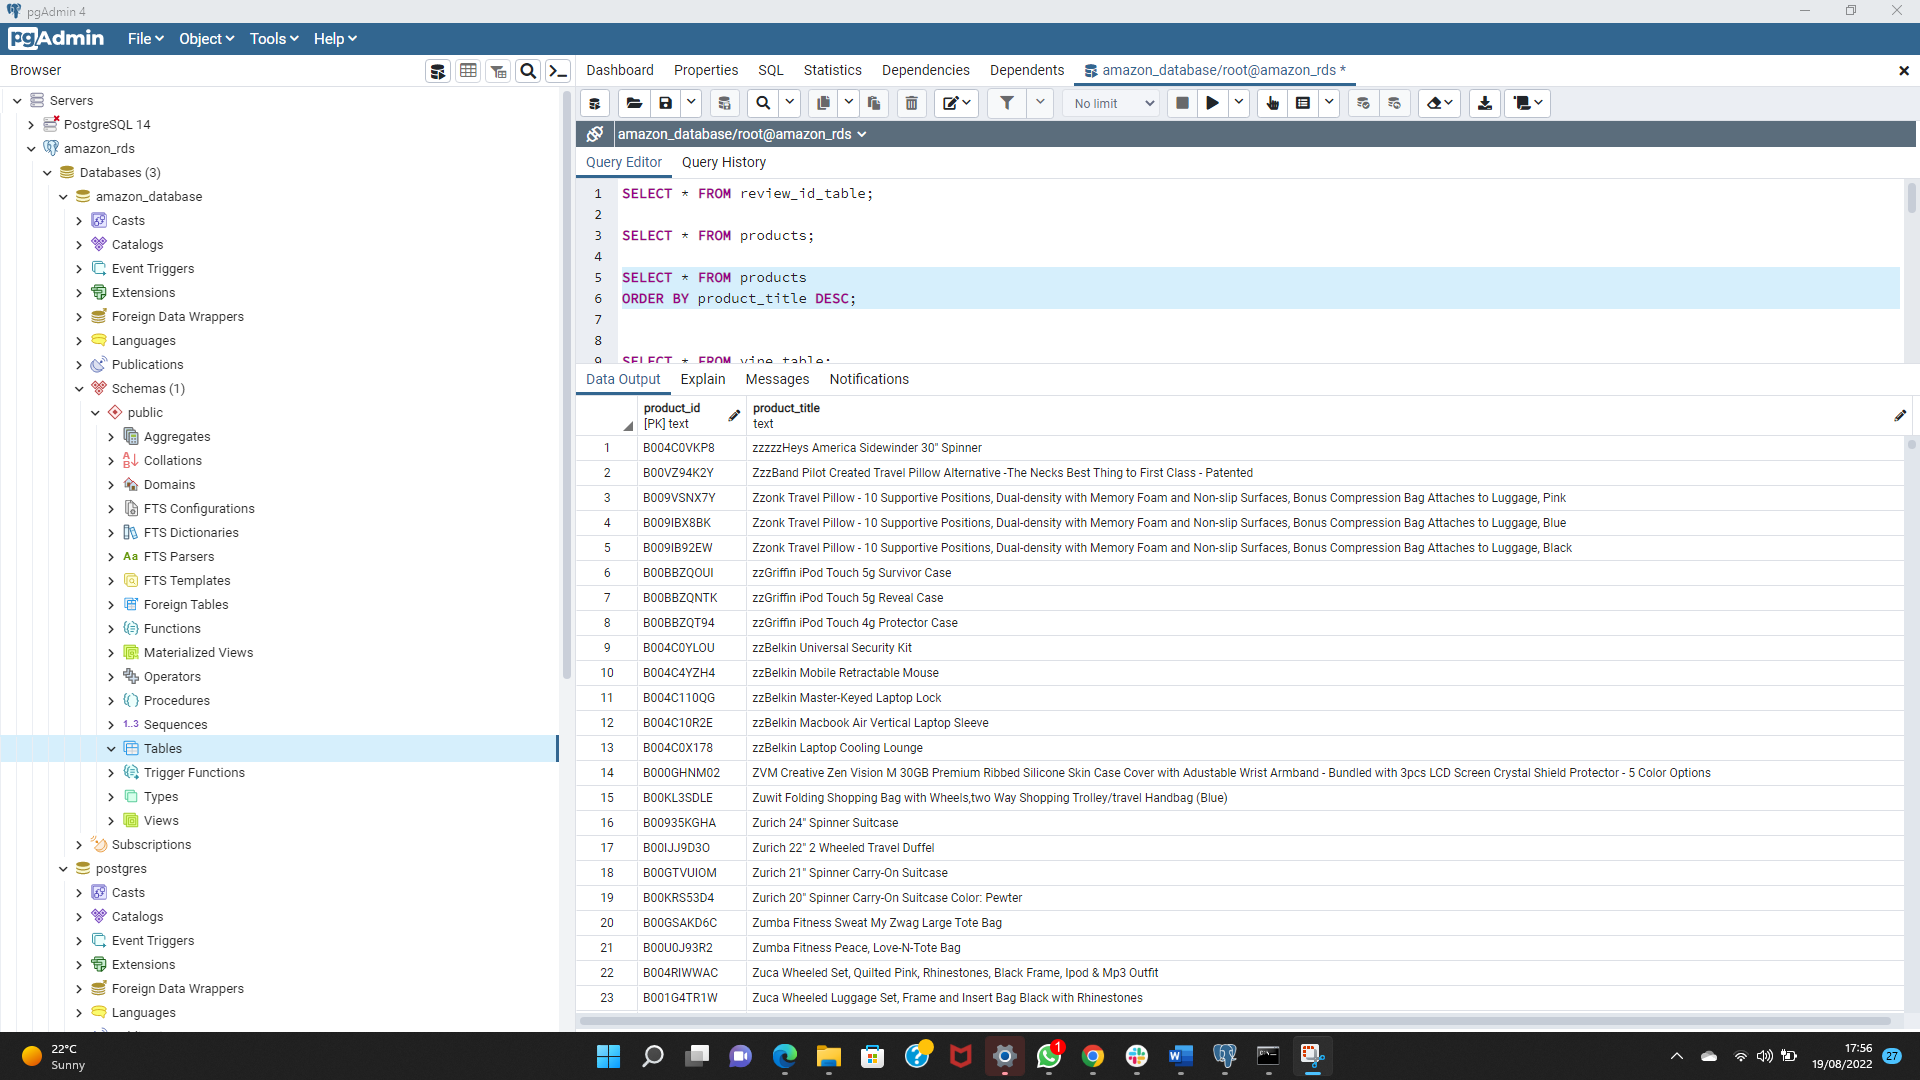 pgAdmin 4
pgAdmin File Object Tools Help
Browser
Dashboard Properties SQL Statistics Dependencies Dependents amazon_database/root@amazon_rds *
No limit
amazon_database/root@amazon_rds
Query Editor Query History
Servers
PostgreSQL 14
amazon_rds
Databases (3)
amazon_database
Casts
Catalogs
Event Triggers
Extensions
Foreign Data Wrappers
Languages
Publications
Schemas (1)
public
Aggregates
Collations
Domains
FTS Configurations
FTS Dictionaries
Aa FTS Parsers
FTS Templates
Foreign Tables
Functions
Materialized Views
Operators
Procedures
1..3 Sequences
Tables
Trigger Functions
Types
Views
Subscriptions
postgres
Casts
Catalogs
Event Triggers
Extensions
Foreign Data Wrappers
Languages
1 SELECT * FROM review_id_table;
2
3 SELECT * FROM products;
4
5 SELECT * FROM products
6 ORDER BY product_title DESC;
7
8
9 SELECT * FROM vine_table;
Data Output Explain Messages Notifications
product_id product_title
[PK] text text
1 B004C0VKP8 zzzzzHeys America Sidewinder 30" Spinner
2 B00VZ94K2Y ZzzBand Pilot Created Travel Pillow Alternative -The Necks Best Thing to First Class - Patented
3 B009VSNX7Y Zzonk Travel Pillow - 10 Supportive Positions, Dual-density with Memory Foam and Non-slip Surfaces, Bonus Compression Bag Attaches to Luggage, Pink
4 B009IBX8BK Zzonk Travel Pillow - 10 Supportive Positions, Dual-density with Memory Foam and Non-slip Surfaces, Bonus Compression Bag Attaches to Luggage, Blue
5 B009IB92EW Zzonk Travel Pillow - 10 Supportive Positions, Dual-density with Memory Foam and Non-slip Surfaces, Bonus Compression Bag Attaches to Luggage, Black
6 B00BBZQOUI zzGriffin iPod Touch 5g Survivor Case
7 B00BBZQNTK zzGriffin iPod Touch 5g Reveal Case
8 B00BBZQT94 zzGriffin iPod Touch 4g Protector Case
9 B004C0YLOU zzBelkin Universal Security Kit
10 B004C4YZH4 zzBelkin Mobile Retractable Mouse
11 B004C110QG zzBelkin Master-Keyed Laptop Lock
12 B004C10R2E zzBelkin Macbook Air Vertical Laptop Sleeve
13 B004C0X178 zzBelkin Laptop Cooling Lounge
14 B000GHNM02 ZVM Creative Zen Vision M 30GB Premium Ribbed Silicone Skin Case Cover with Adustable Wrist Armband - Bundled with 3pcs LCD Screen Crystal Shield Protector - 5 Color Options
15 B00KL3SDLE Zuwit Folding Shopping Bag with Wheels,two Way Shopping Trolley/travel Handbag (Blue)
16 B00935KGHA Zurich 24" Spinner Suitcase
17 B00IJJ9D3O Zurich 22" 2 Wheeled Travel Duffel
18 B00GTVUIOM Zurich 21" Spinner Carry-On Suitcase
19 B00KRS53D4 Zurich 20" Spinner Carry-On Suitcase Color: Pewter
20 B00GSAKD6C Zumba Fitness Sweat My Zwag Large Tote Bag
21 B00U0J93R2 Zumba Fitness Peace, Love-N-Tote Bag
22 B004RIWWAC Zuca Wheeled Set, Quilted Pink, Rhinestones, Black Frame, Ipod & Mp3 Outfit
23 B001G4TR1W Zuca Wheeled Luggage Set, Frame and Insert Bag Black with Rhinestones
22°C
Sunny
1
17:56
19/08/2022
27